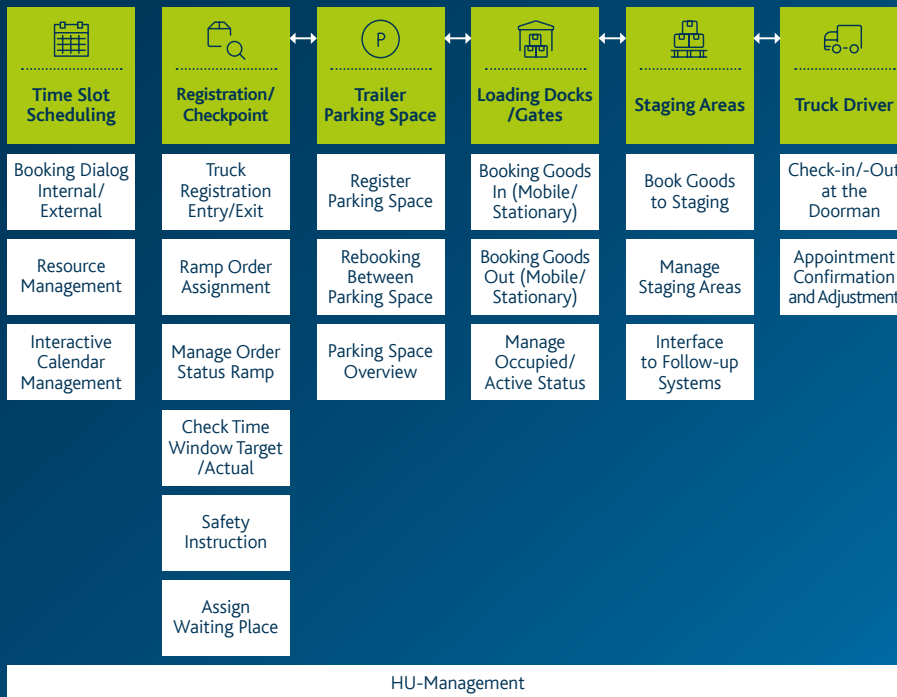 P
Time Slot
Scheduling
Registration/
Checkpoint
Trailer
Parking Space
Loading Docks
/Gates
Staging Areas
Truck Driver
Booking Dialog
Internal/
External
Resource
Management
Interactive
Calendar
Management
Truck
Registration
Entry/Exit
Ramp Order
Assignment
Manage Order
Status Ramp
Check Time
Window Target
/Actual
Safety
Instruction
Assign
Waiting Place
Register
Parking Space
Rebooking
Between
Parking Space
Parking Space
Overview
Booking Goods
In (Mobile/
Stationary)
Booking Goods
Out (Mobile/
Stationary)
Manage
Occupied/
Active Status
Book Goods
to Staging
Manage
Staging Areas
Interface
to Follow-up
Systems
Check-in/-Out
at the
Doorman
Appointment
Confirmation
and Adjustment
HU-Management